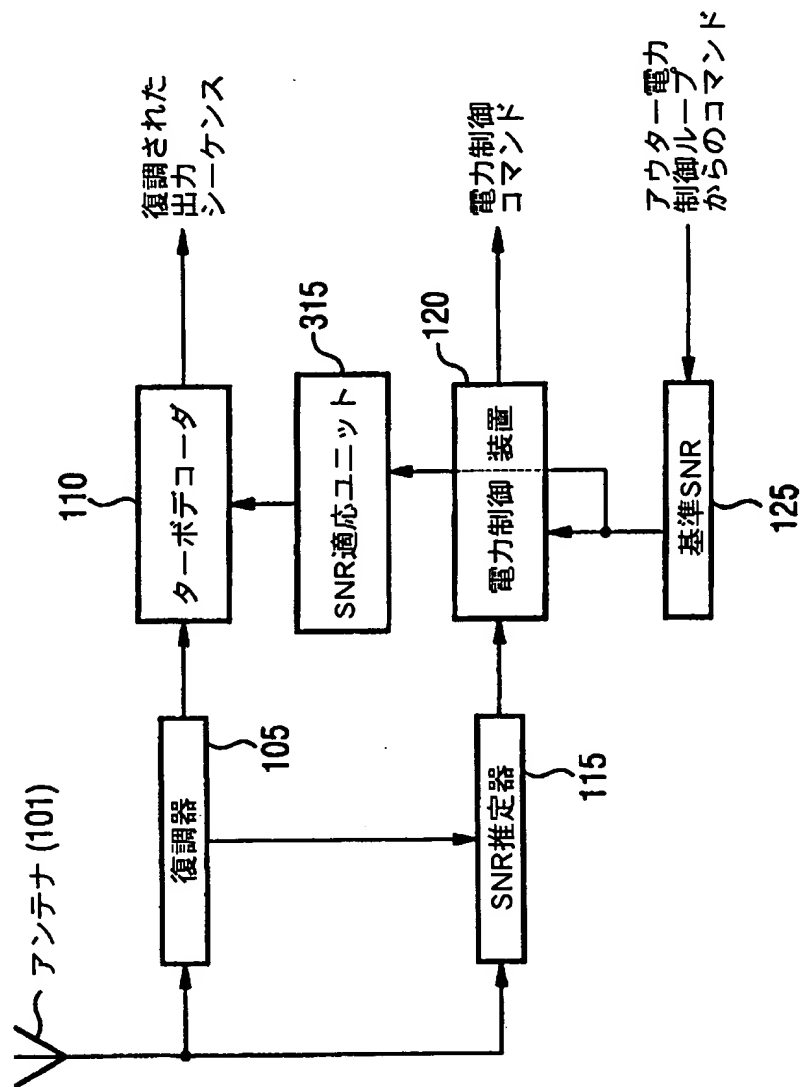 アンテナ (101)
復調器
105
ターボデコーダ
110
復調された
出力
シーケンス
SNR適応ユニット
315
SNR推定器
115
電力制御 装置
120
電力制御
コマンド
基準SNR
125
アウター電力
制御ループ
からのコマンド